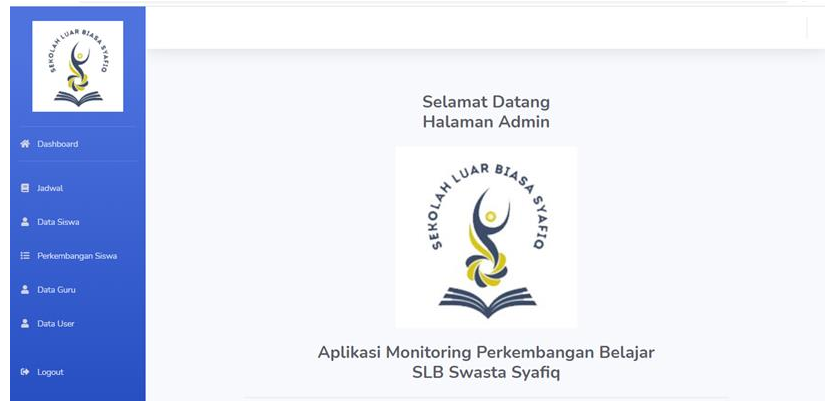 SEKOLAH LUAR BIASA SYAFIQ
Dashboard
Jadwal
Data Siswa
Perkembangan Siswa
Data Guru
Data User
Logout
Selamat Datang
Halaman Admin
SEKOLAH LUAR BIASA SYAFIQ
Aplikasi Monitoring Perkembangan Belajar
SLB Swasta Syafiq